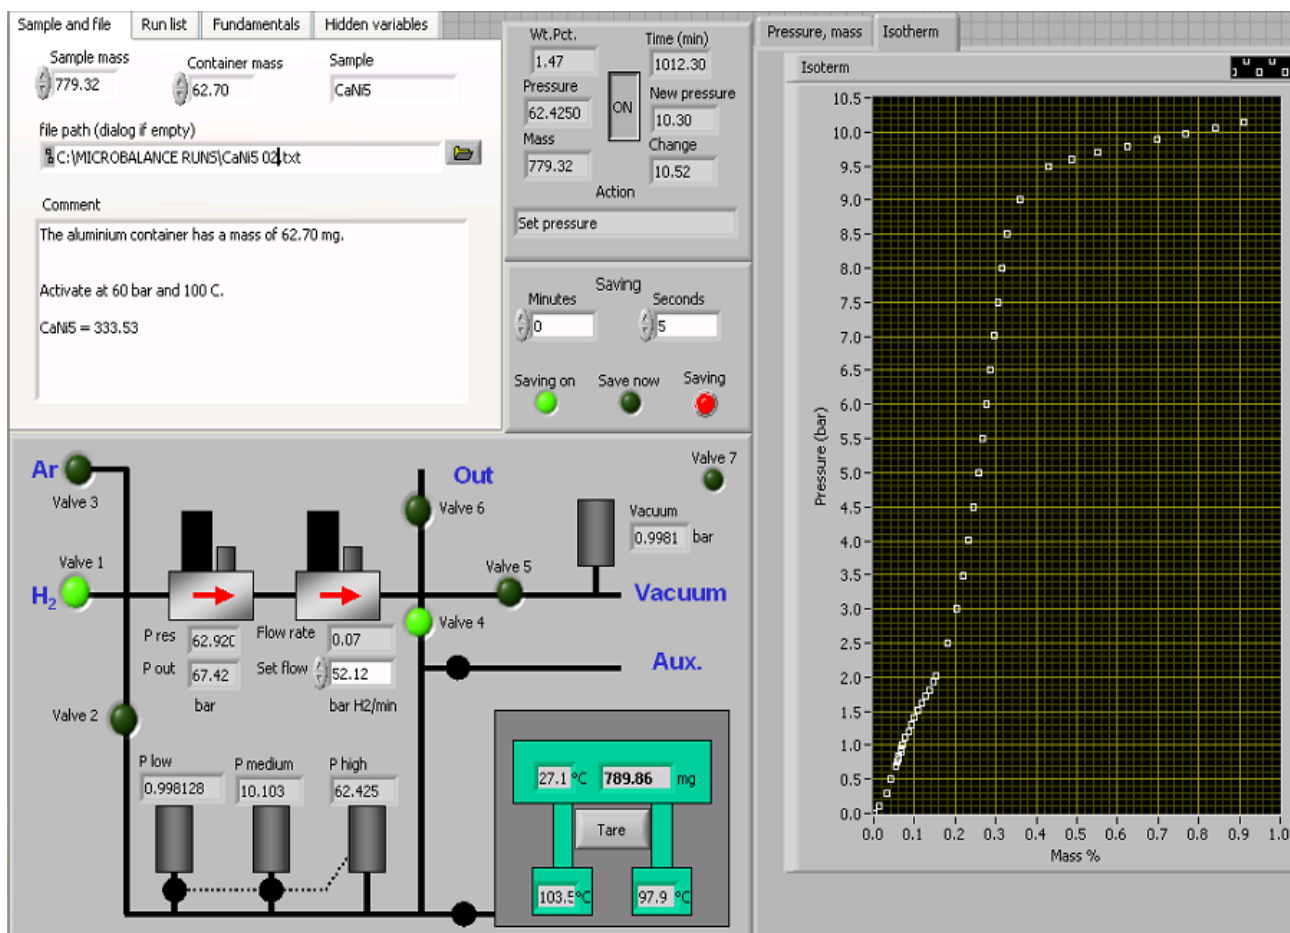 Sample and file
Run list
Fundamentals
Hidden variables
Sample mass
779.32
Container mass
62.70
Sample
CaNi5
file path (dialog if empty)
C:\MICROBALANCE RUNS\CaNi5 02.txt
Comment
The aluminium container has a mass of 62.70 mg.
Activate at 60 bar and 100 C.
CaNi5 = 333.53
Wt.Pct.
1.47
Pressure
62.4250
Mass
779.32
ON
Time (min)
1012.30
New pressure
10.30
Change
10.52
Action
Set pressure
Saving
Minutes
0
Seconds
5
Saving on
Save now
Saving
Ar
Valve 3
Valve 1
H2
Valve 2
Out
Valve 6
Valve 7
Vacuum
0.9981 bar
Valve 5
Vacuum
Valve 4
Aux.
P res
62.920
P out
67.42
bar
Flow rate
0.07
Set flow
52.12
bar H2/min
P low
0.998128
P medium
10.103
P high
62.425
27.1 °C
789.86 mg
Tare
103.5 °C
97.9 °C
Pressure, mass
Isotherm
Isoterm
Pressure (bar)
10.5
10.0
9.5
9.0
8.5
8.0
7.5
7.0
6.5
6.0
5.5
5.0
4.5
4.0
3.5
3.0
2.5
2.0
1.5
1.0
0.5
0.0
0.0 0.1 0.2 0.3 0.4 0.5 0.6 0.7 0.8 0.9 1.0
Mass %